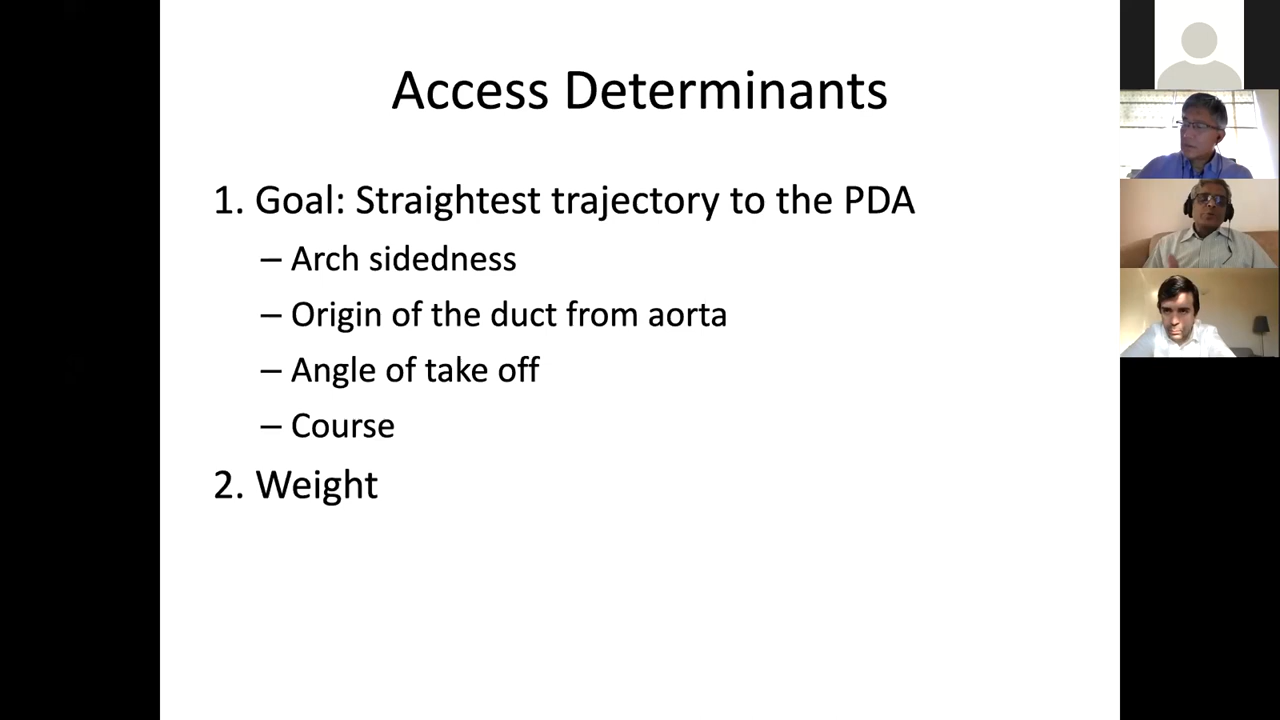 Access Determinants
1. Goal: Straightest trajectory to the PDA
– Arch sidedness
– Origin of the duct from aorta
– Angle of take off
– Course
2. Weight